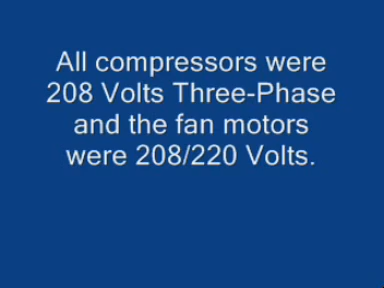 All compressors were
208 Volts Three-Phase
and the fan motors
were 208/220 Volts.